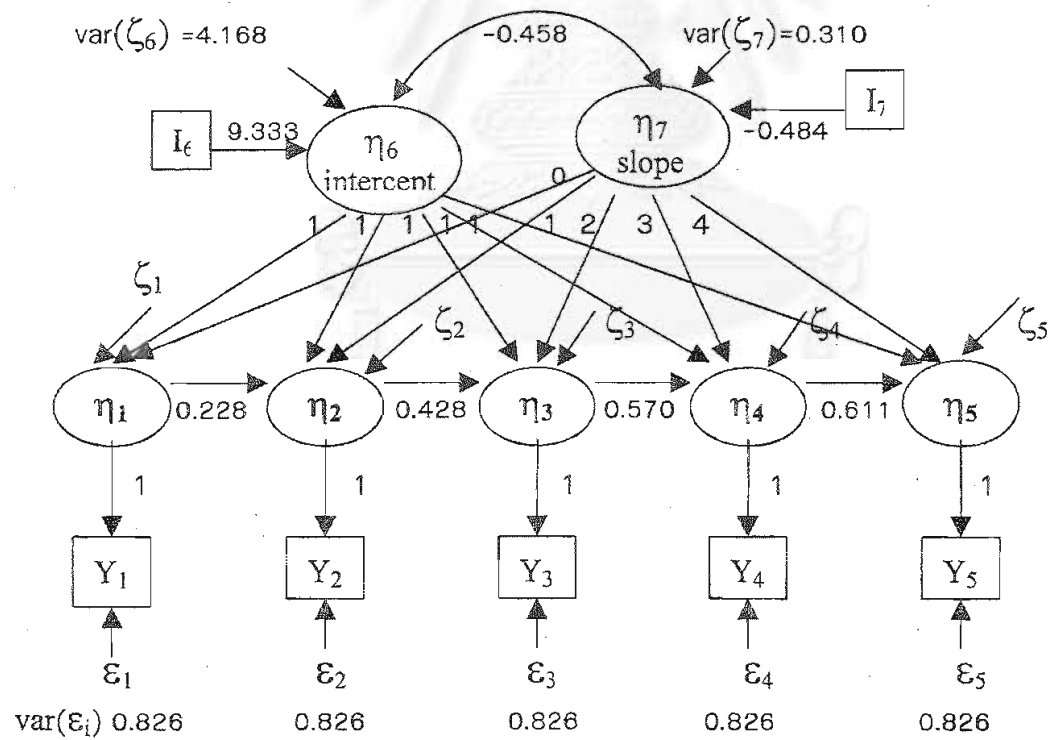 var(ζ6) =4.168
-0.458
var(ζ7)=0.310
I6
9.333
η6
intercent
η7
slope
-0.484
I7
0
1 1 1 1 1 1 2 3 4
ζ1
ζ2
ζ3
ζ4
ζ5
η1 0.228 η2 0.428 η3 0.570 η4 0.611 η5
1 1 1 1 1
Y1 Y2 Y3 Y4 Y5
ε1 ε2 ε3 ε4 ε5
var(εi) 0.826 0.826 0.826 0.826 0.826